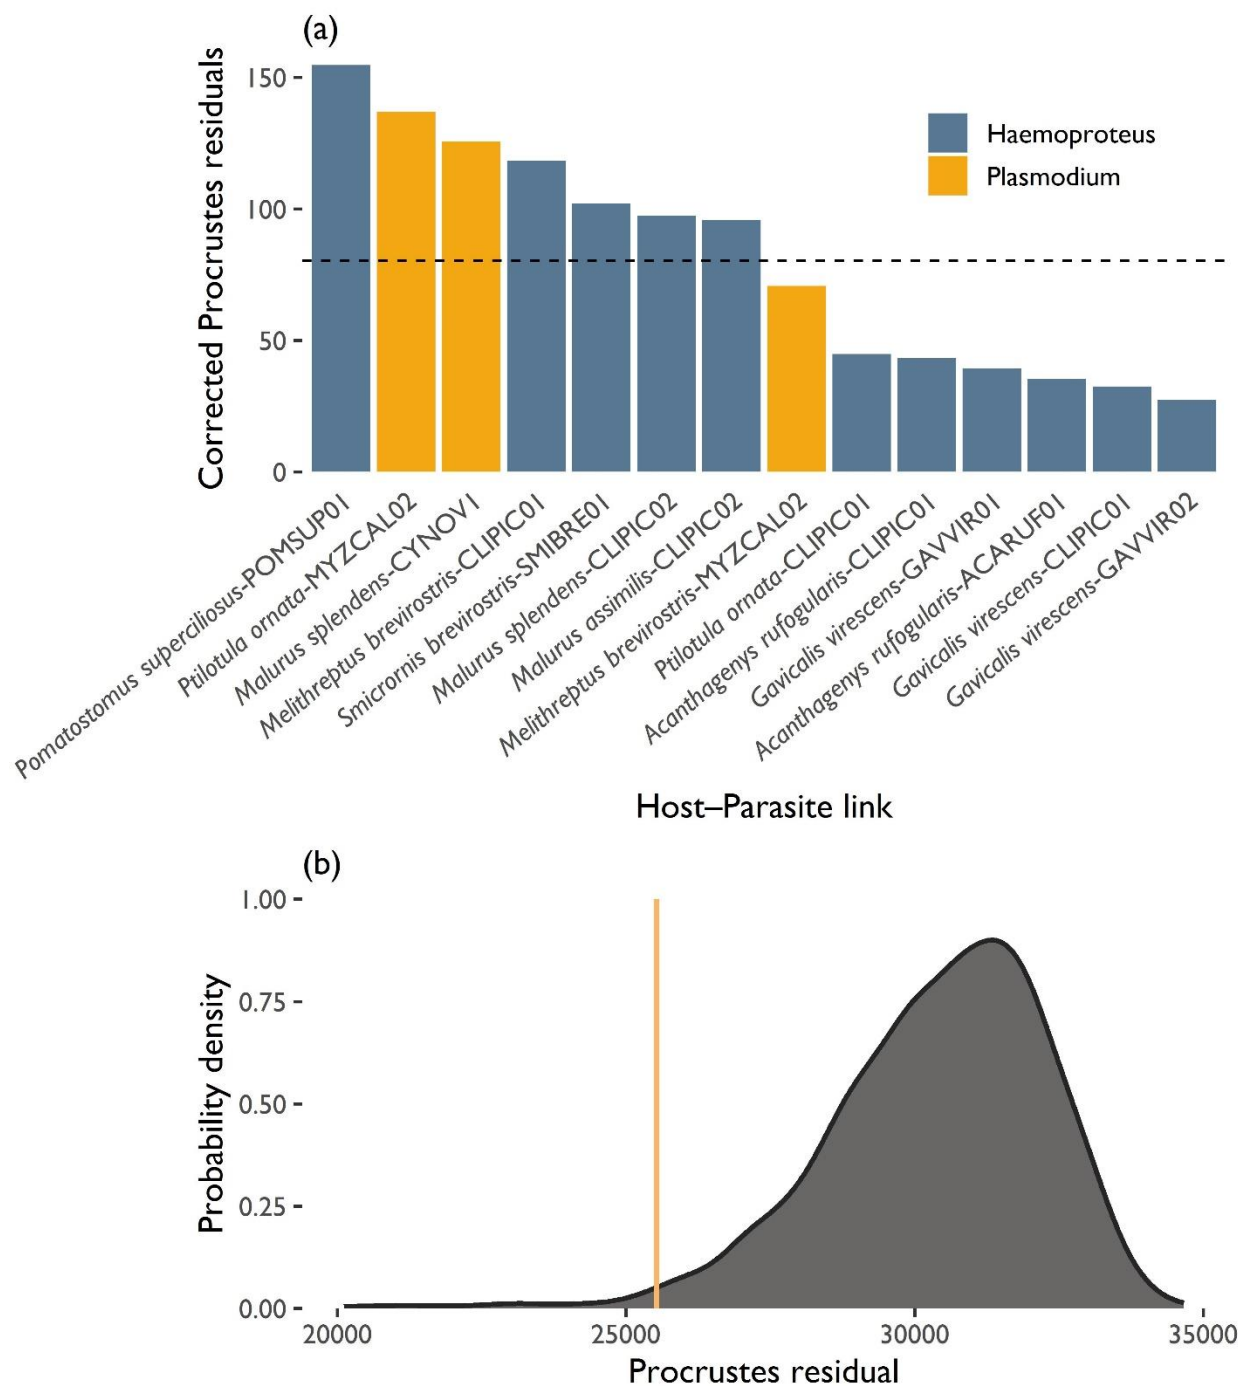 (a)
Corrected Procrustes residuals
150
100
50
0
Haemoproteus
Plasmodium
Pomatostomus superciliosus-POMSUP01
Ptilotula ornata-MYZCAL02
Malurus splendens-CYNOV1
Melithreptus brevirostris-CLIPIC01
Smicrornis brevirostris-SMIBRE01
Malurus splendens-CLIPIC02
Malurus assimilis-CLIPIC02
Melithreptus brevirostris-MYZCAL02
Ptilotula ornata-CLIPIC01
Acanthagenys rufogularis-CLIPIC01
Gavicalis virescens-GAVVIR01
Acanthagenys rufogularis-ACARUF01
Gavicalis virescens-CLIPIC01
Gavicalis virescens-GAVVIR02
Host–Parasite link
(b)
Probability density
1.00
0.75
0.50
0.25
0.00
20000
25000
30000
35000
Procrustes residual